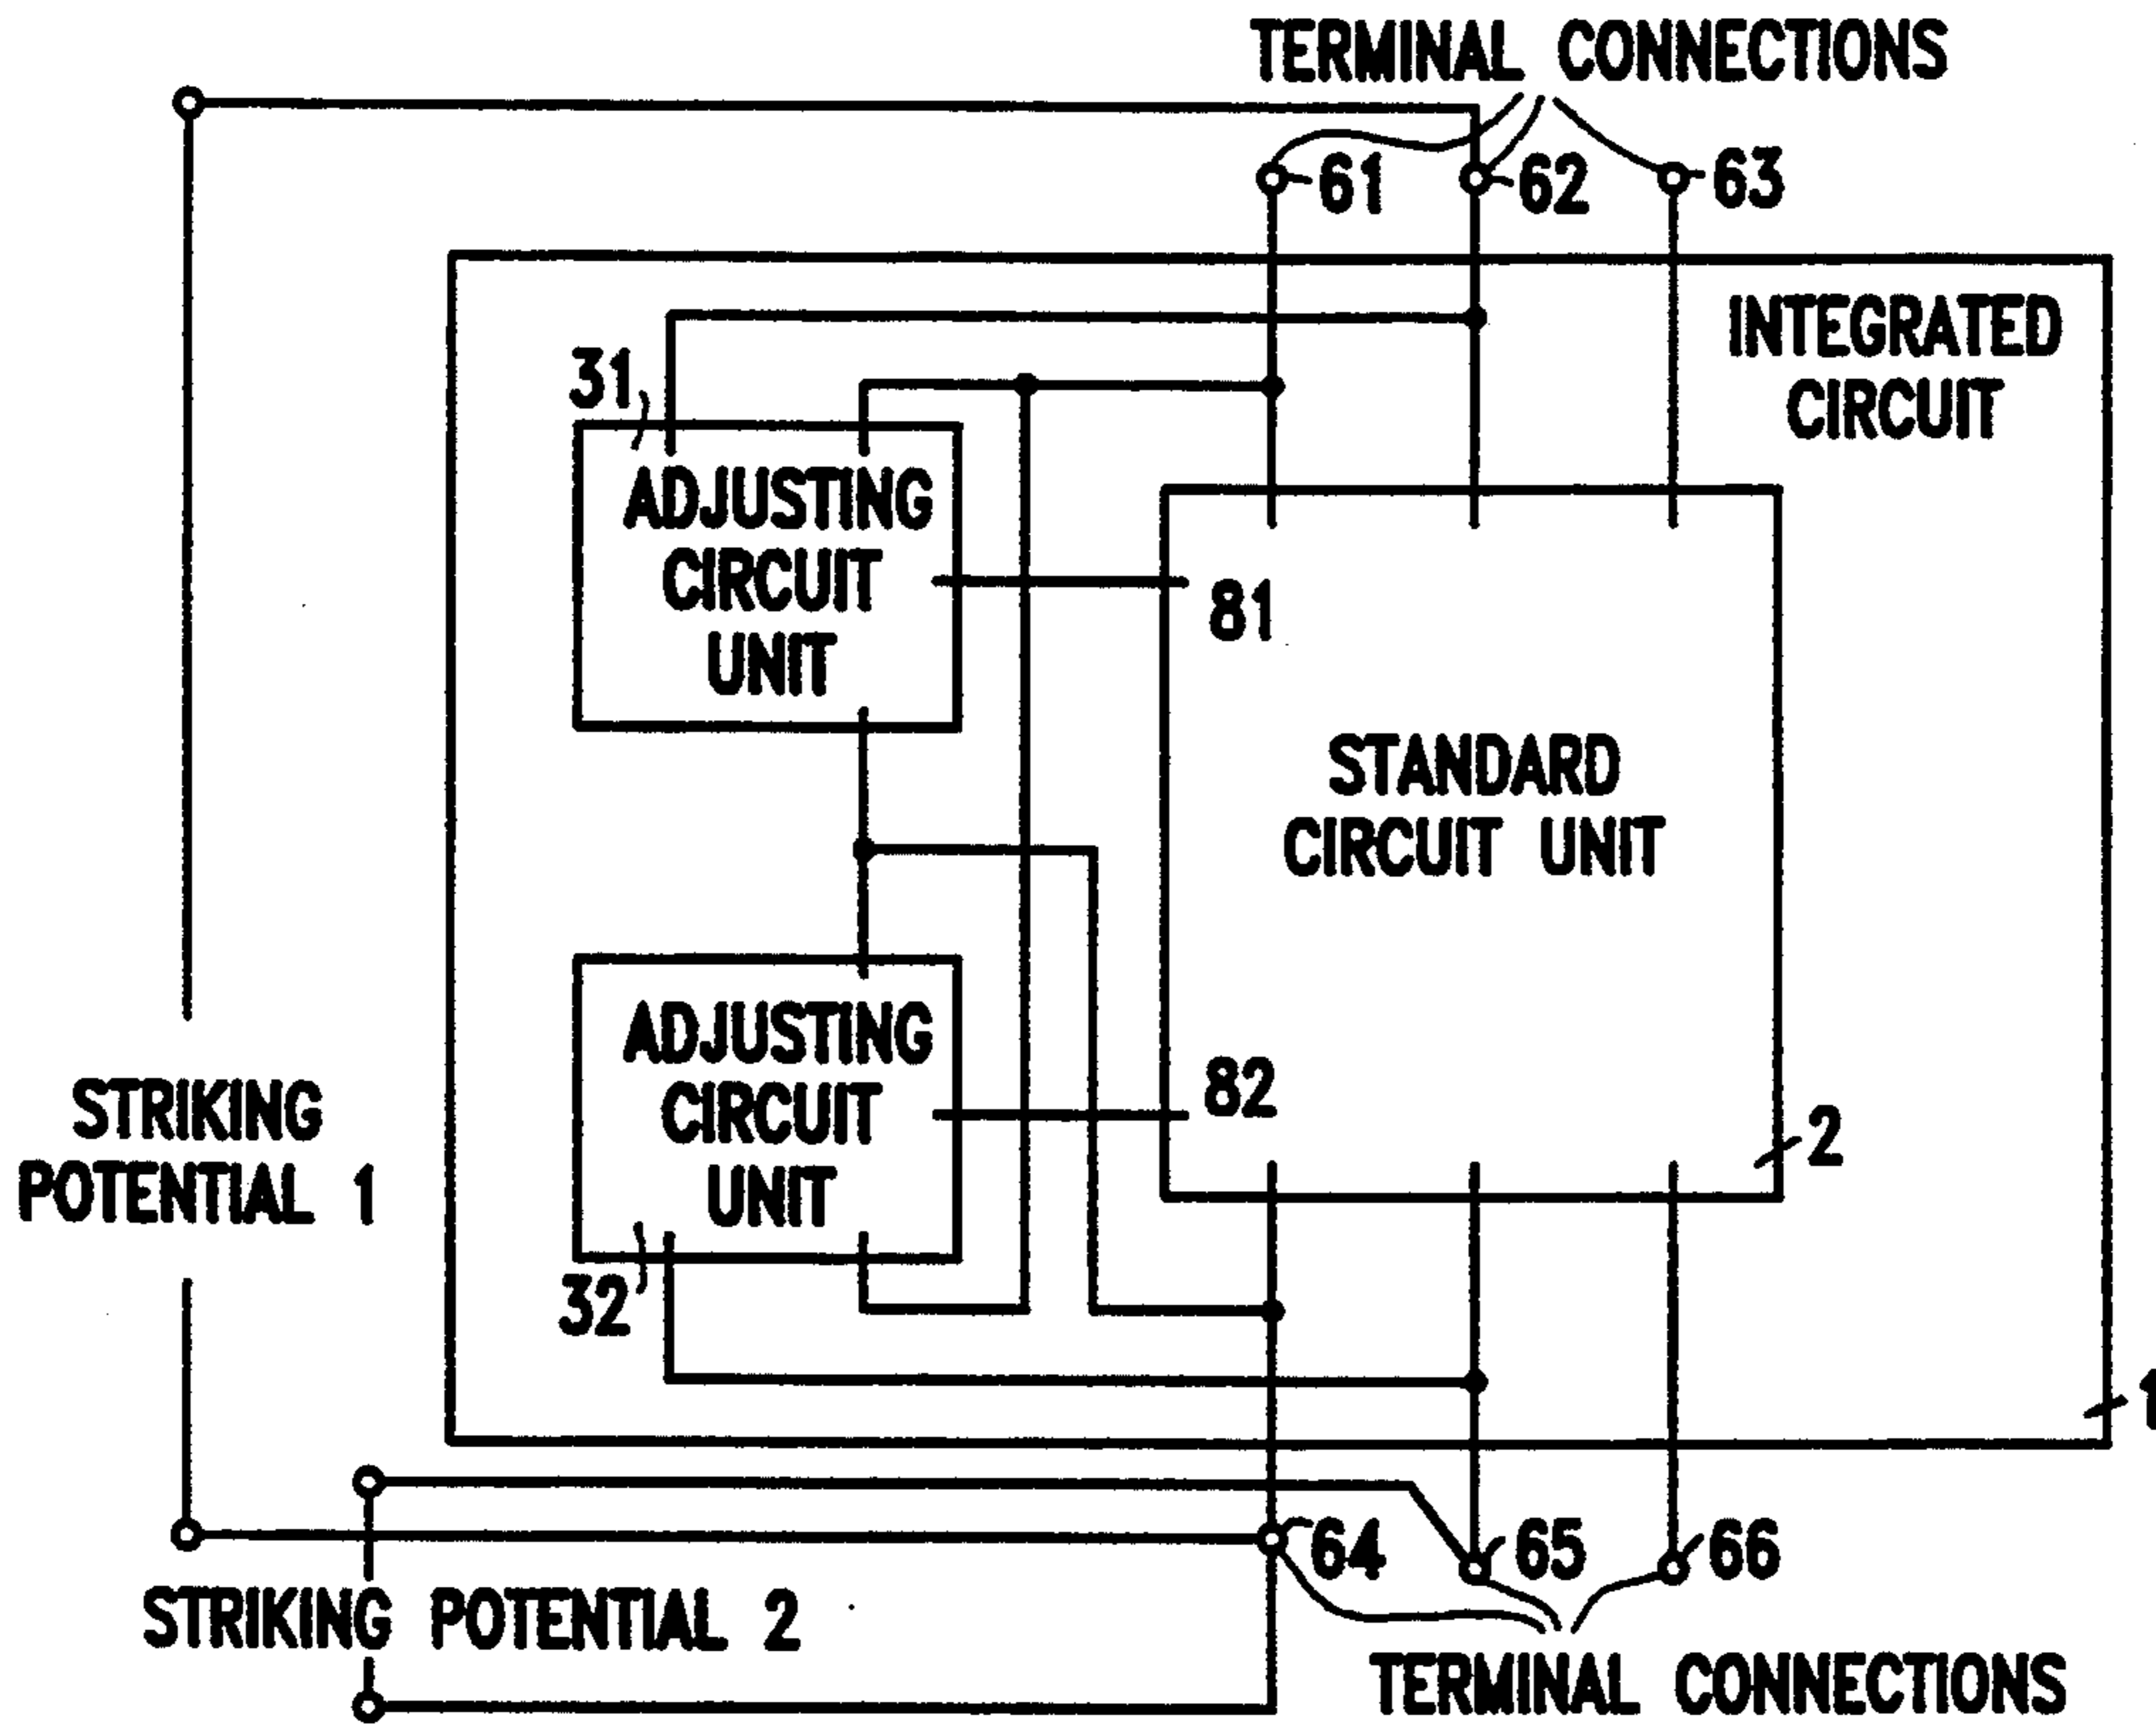 TERMINAL CONNECTIONS
61
62
63
INTEGRATED
CIRCUIT
31
ADJUSTING
CIRCUIT
UNIT
81
STANDARD
CIRCUIT UNIT
ADJUSTING
CIRCUIT
UNIT
82
2
32
STRIKING
POTENTIAL 1
1
64
65
66
STRIKING POTENTIAL 2
TERMINAL CONNECTIONS